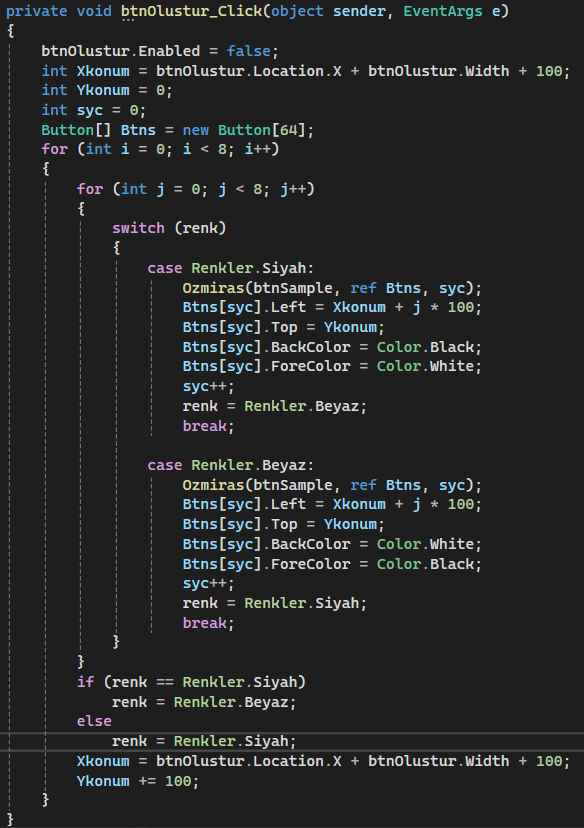 private void btnOlustur_Click(object sender, EventArgs e)
{
    btnOlustur.Enabled = false;
    int Xkonum = btnOlustur.Location.X + btnOlustur.Width + 100;
    int Ykonum = 0;
    int syc = 0;
    Button[] Btns = new Button[64];
    for (int i = 0; i < 8; i++)
    {
        for (int j = 0; j < 8; j++)
        {
            switch (renk)
            {
                case Renkler.Siyah:
                    Ozmiras(btnSample, ref Btns, syc);
                    Btns[syc].Left = Xkonum + j * 100;
                    Btns[syc].Top = Ykonum;
                    Btns[syc].BackColor = Color.Black;
                    Btns[syc].ForeColor = Color.White;
                    syc++;
                    renk = Renkler.Beyaz;
                    break;

                case Renkler.Beyaz:
                    Ozmiras(btnSample, ref Btns, syc);
                    Btns[syc].Left = Xkonum + j * 100;
                    Btns[syc].Top = Ykonum;
                    Btns[syc].BackColor = Color.White;
                    Btns[syc].ForeColor = Color.Black;
                    syc++;
                    renk = Renkler.Siyah;
                    break;
            }
        }
        if (renk == Renkler.Siyah)
            renk = Renkler.Beyaz;
        else
            renk = Renkler.Siyah;
        Xkonum = btnOlustur.Location.X + btnOlustur.Width + 100;
        Ykonum += 100;
    }
}